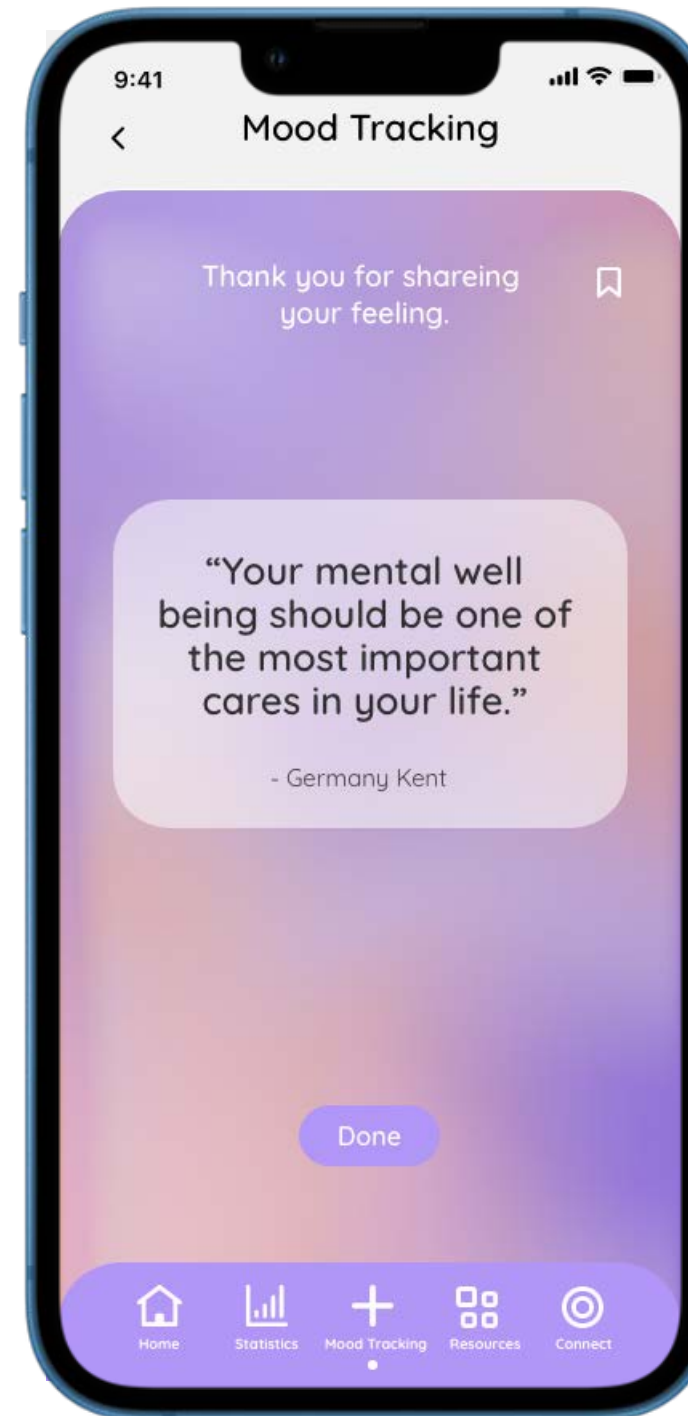 9:41
Mood Tracking
Thank you for shareing
your feeling.
“Your mental well
being should be one of
the most important
cares in your life.”
- Germany Kent
Done
Home
Statistics
Mood Tracking
Resources
Connect